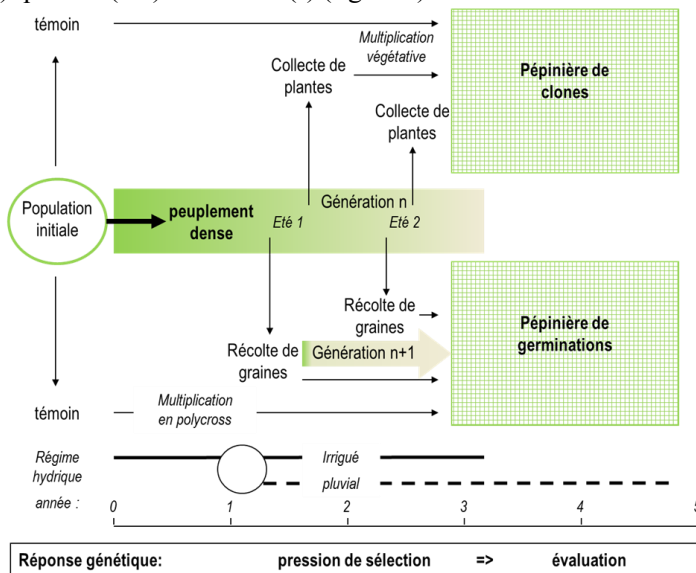 témoin
Multiplication
végétative
Collecte de
plantes
Pépinière de
clones
Collecte de
plantes
Population
initiale
peuplement
dense
Génération n
Eté 1
Eté 2
Récolte de
graines
Pépinière de
germinations
Récolte de
graines
Génération n+1
témoin
Multiplication
en polycross
Régime
hydrique
Irrigué
pluvial
année :
0 1 2 3 4 5
Réponse génétique: pression de sélection => évaluation